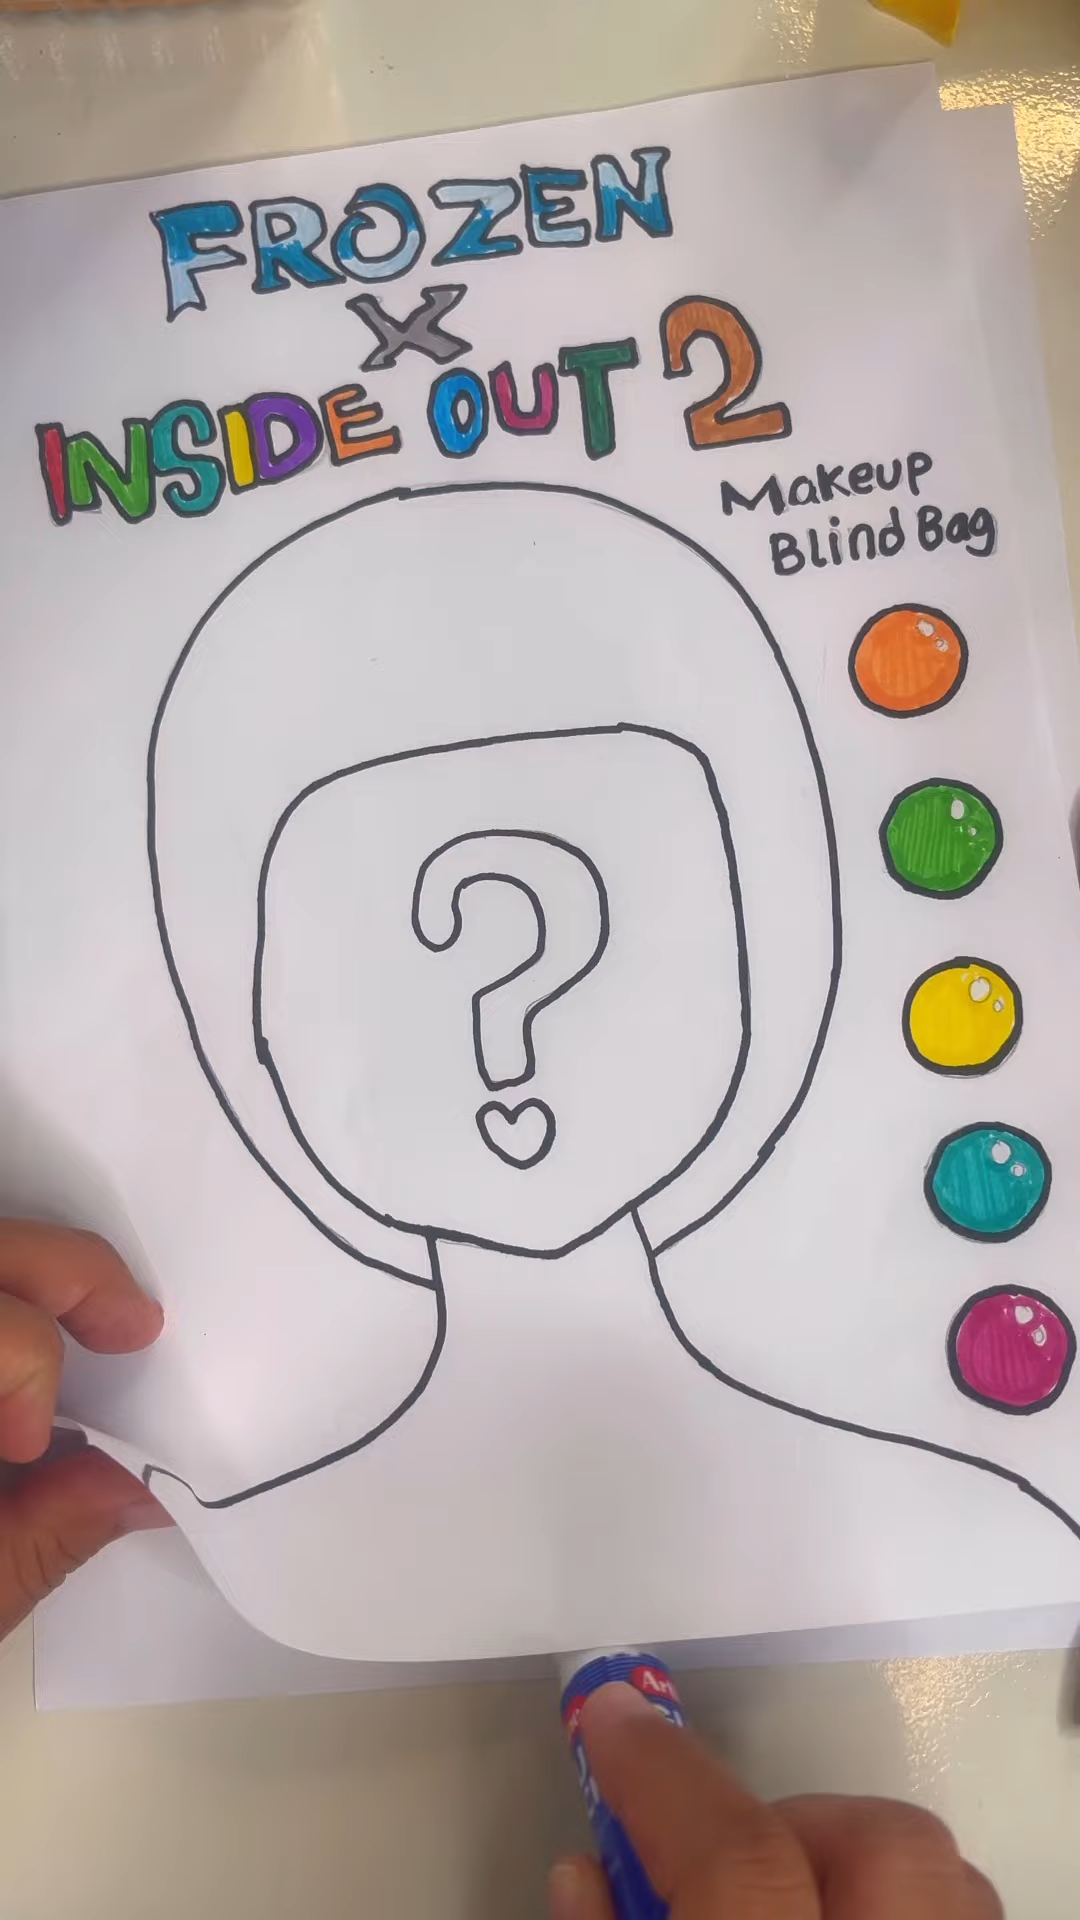 FROZEN
X
INSIDE OUT 2
Makeup
Blind Bag
?